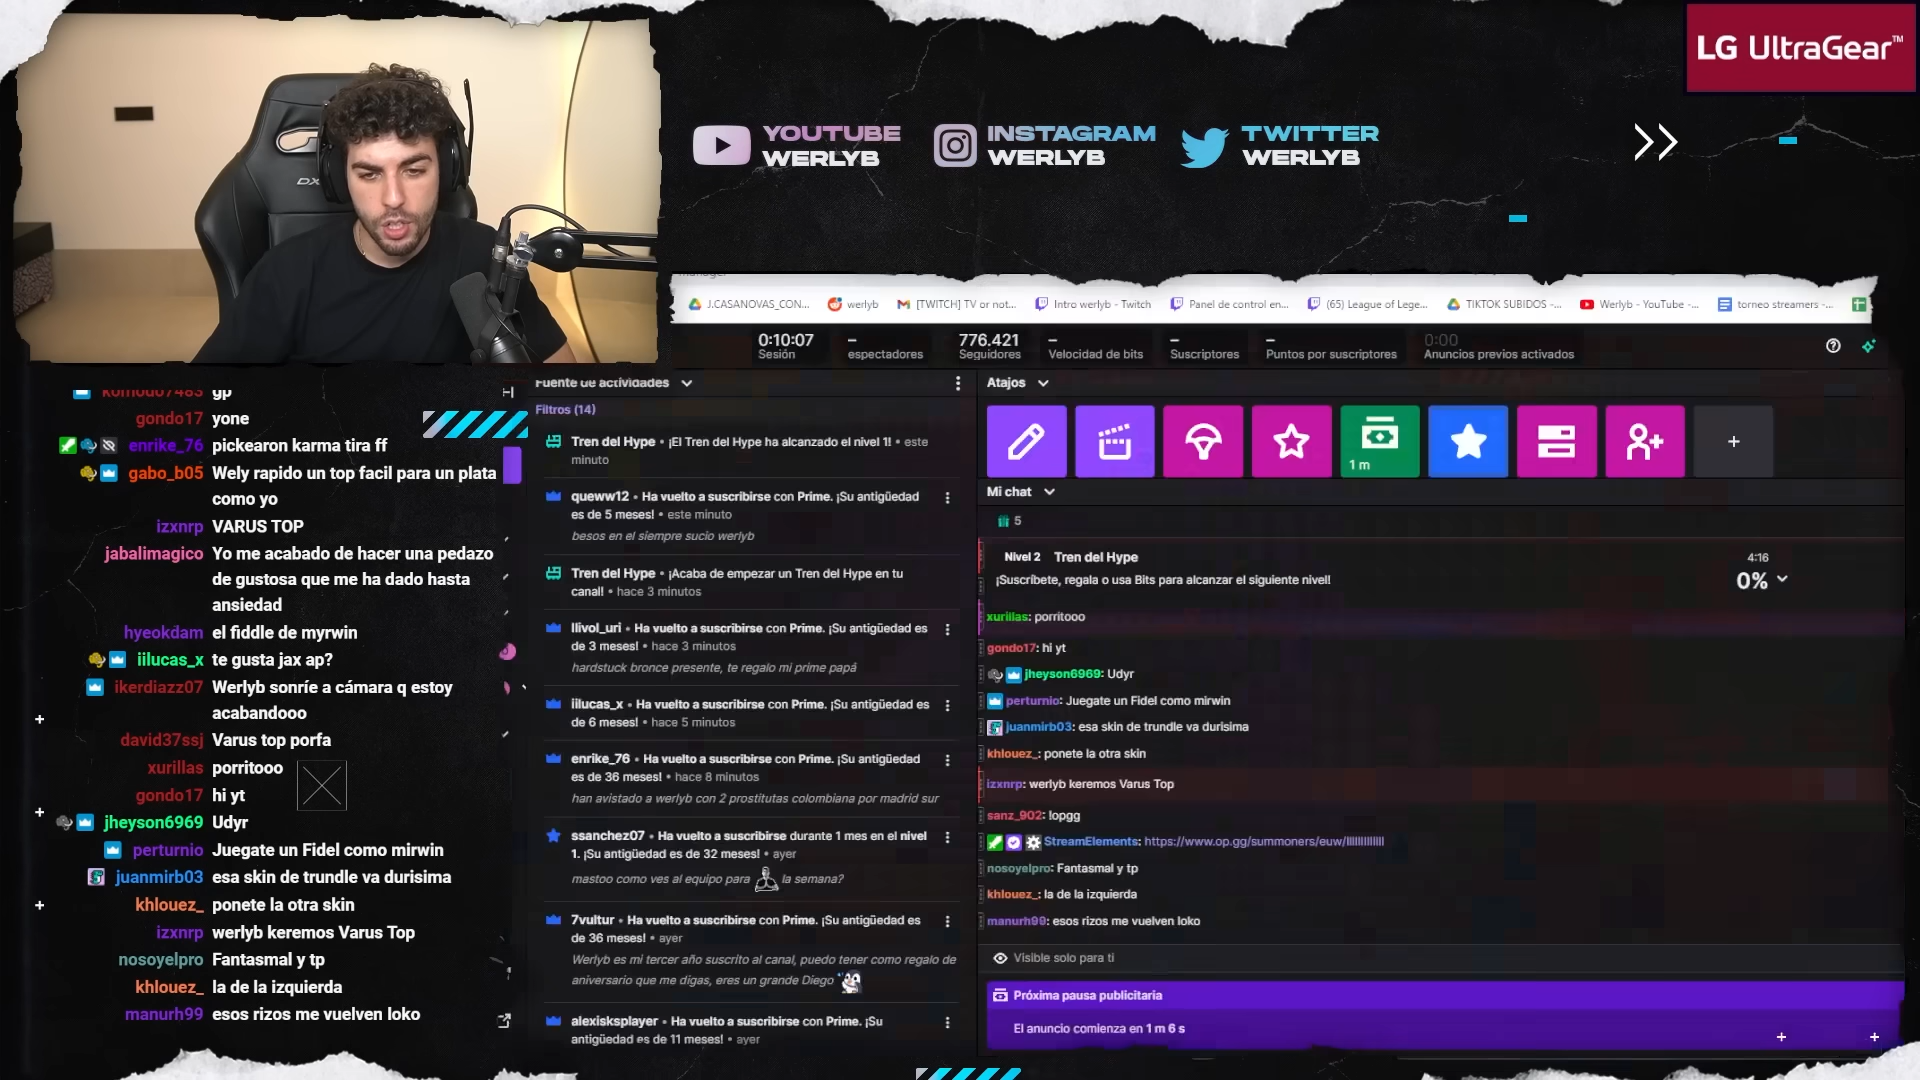 LG UltraGear™
YOUTUBE
WERLYB
INSTAGRAM
WERLYB
TWITTER
WERLYB
DX
J.CASANOVAS_CON...
werlyb
[TWITCH] TV or not...
Intro werlyb - Twitch
Panel de control en...
(65) League of Lege...
TIKTOK SUBIDOS -...
Werlyb - YouTube -...
torneo streamers -...
0:10:07
Sesión
–
espectadores
776.421
Seguidores
–
Velocidad de bits
–
Suscriptores
–
Puntos por suscriptores
0:00
Anuncios previos activados
komodo7483 gp
gondo17 yone
enrike_76 pickearon karma tira ff
gabo_b05 Wely rapido un top facil para un plata
como yo
izxnrp VARUS TOP
jabalimagico Yo me acabado de hacer una pedazo
de gustosa que me ha dado hasta
ansiedad
hyeokdam el fiddle de myrwin
iilucas_x te gusta jax ap?
ikerdiazz07 Werlyb sonríe a cámara q estoy
acabandooo
david37ssj Varus top porfa
xurillas porritooo
gondo17 hi yt
jheyson6969 Udyr
perturnio Juegate un Fidel como mirwin
juanmirb03 esa skin de trundle va durisima
khlouez_ ponete la otra skin
izxnrp werlyb keremos Varus Top
nosoyelpro Fantasmal y tp
khlouez_ la de la izquierda
manurh99 esos rizos me vuelven loko
Fuente de actividades
Filtros (14)
Tren del Hype • ¡El Tren del Hype ha alcanzado el nivel 1! • este
minuto
queww12 • Ha vuelto a suscribirse con Prime. ¡Su antigüedad
es de 5 meses! • este minuto
besos en el siempre sucio werlyb
Tren del Hype • ¡Acaba de empezar un Tren del Hype en tu
canal! • hace 3 minutos
llivol_uri • Ha vuelto a suscribirse con Prime. ¡Su antigüedad es
de 3 meses! • hace 3 minutos
hardstuck bronce presente, te regalo mi prime papá
iilucas_x • Ha vuelto a suscribirse con Prime. ¡Su antigüedad es
de 6 meses! • hace 5 minutos
enrike_76 • Ha vuelto a suscribirse con Prime. ¡Su antigüedad
es de 36 meses! • hace 8 minutos
han avistado a werlyb con 2 prostitutas colombiana por madrid sur
ssanchez07 • Ha vuelto a suscribirse durante 1 mes en el nivel
1. ¡Su antigüedad es de 32 meses! • ayer
mastoo como ves al equipo para la semana?
7vultur • Ha vuelto a suscribirse con Prime. ¡Su antigüedad es
de 36 meses! • ayer
Werlyb es mi tercer año suscrito al canal, puedo tener como regalo de
aniversario que me digas, eres un grande Diego
alexisksplayer • Ha vuelto a suscribirse con Prime. ¡Su
antigüedad es de 11 meses! • ayer
Atajos
1 m
+
Mi chat
5
Nivel 2 Tren del Hype
¡Suscríbete, regala o usa Bits para alcanzar el siguiente nivel!
4:16
0%
xurillas: porritooo
gondo17: hi yt
jheyson6969: Udyr
perturnio: Juegate un Fidel como mirwin
juanmirb03: esa skin de trundle va durisima
khlouez_: ponete la otra skin
izxnrp: werlyb keremos Varus Top
sanz_902: !opgg
StreamElements: https://www.op.gg/summoners/euw/
nosoyelpro: Fantasmal y tp
khlouez_: la de la izquierda
manurh99: esos rizos me vuelven loko
Visible solo para ti
Próxima pausa publicitaria
El anuncio comienza en 1 m 6 s